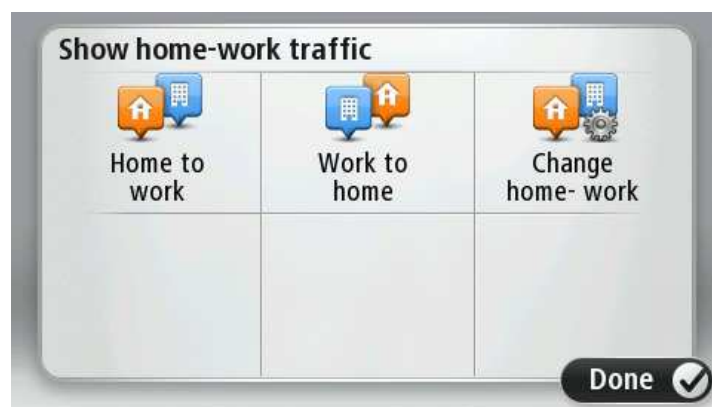 Show home-work traffic
Home to
work
Work to
home
Change
home- work
Done